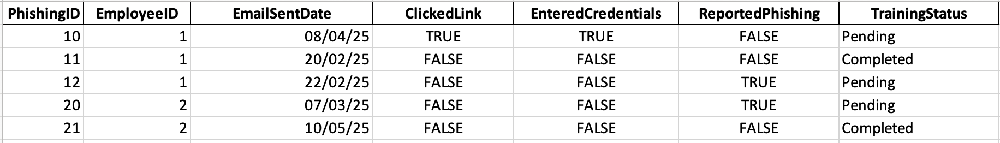 PhishingID EmployeeID EmailSentDate ClickedLink EnteredCredentials ReportedPhishing TrainingStatus
10 1 08/04/25 TRUE TRUE FALSE Pending
11 1 20/02/25 FALSE FALSE FALSE Completed
12 1 22/02/25 FALSE FALSE TRUE Pending
20 2 07/03/25 FALSE FALSE TRUE Pending
21 2 10/05/25 FALSE FALSE FALSE Completed